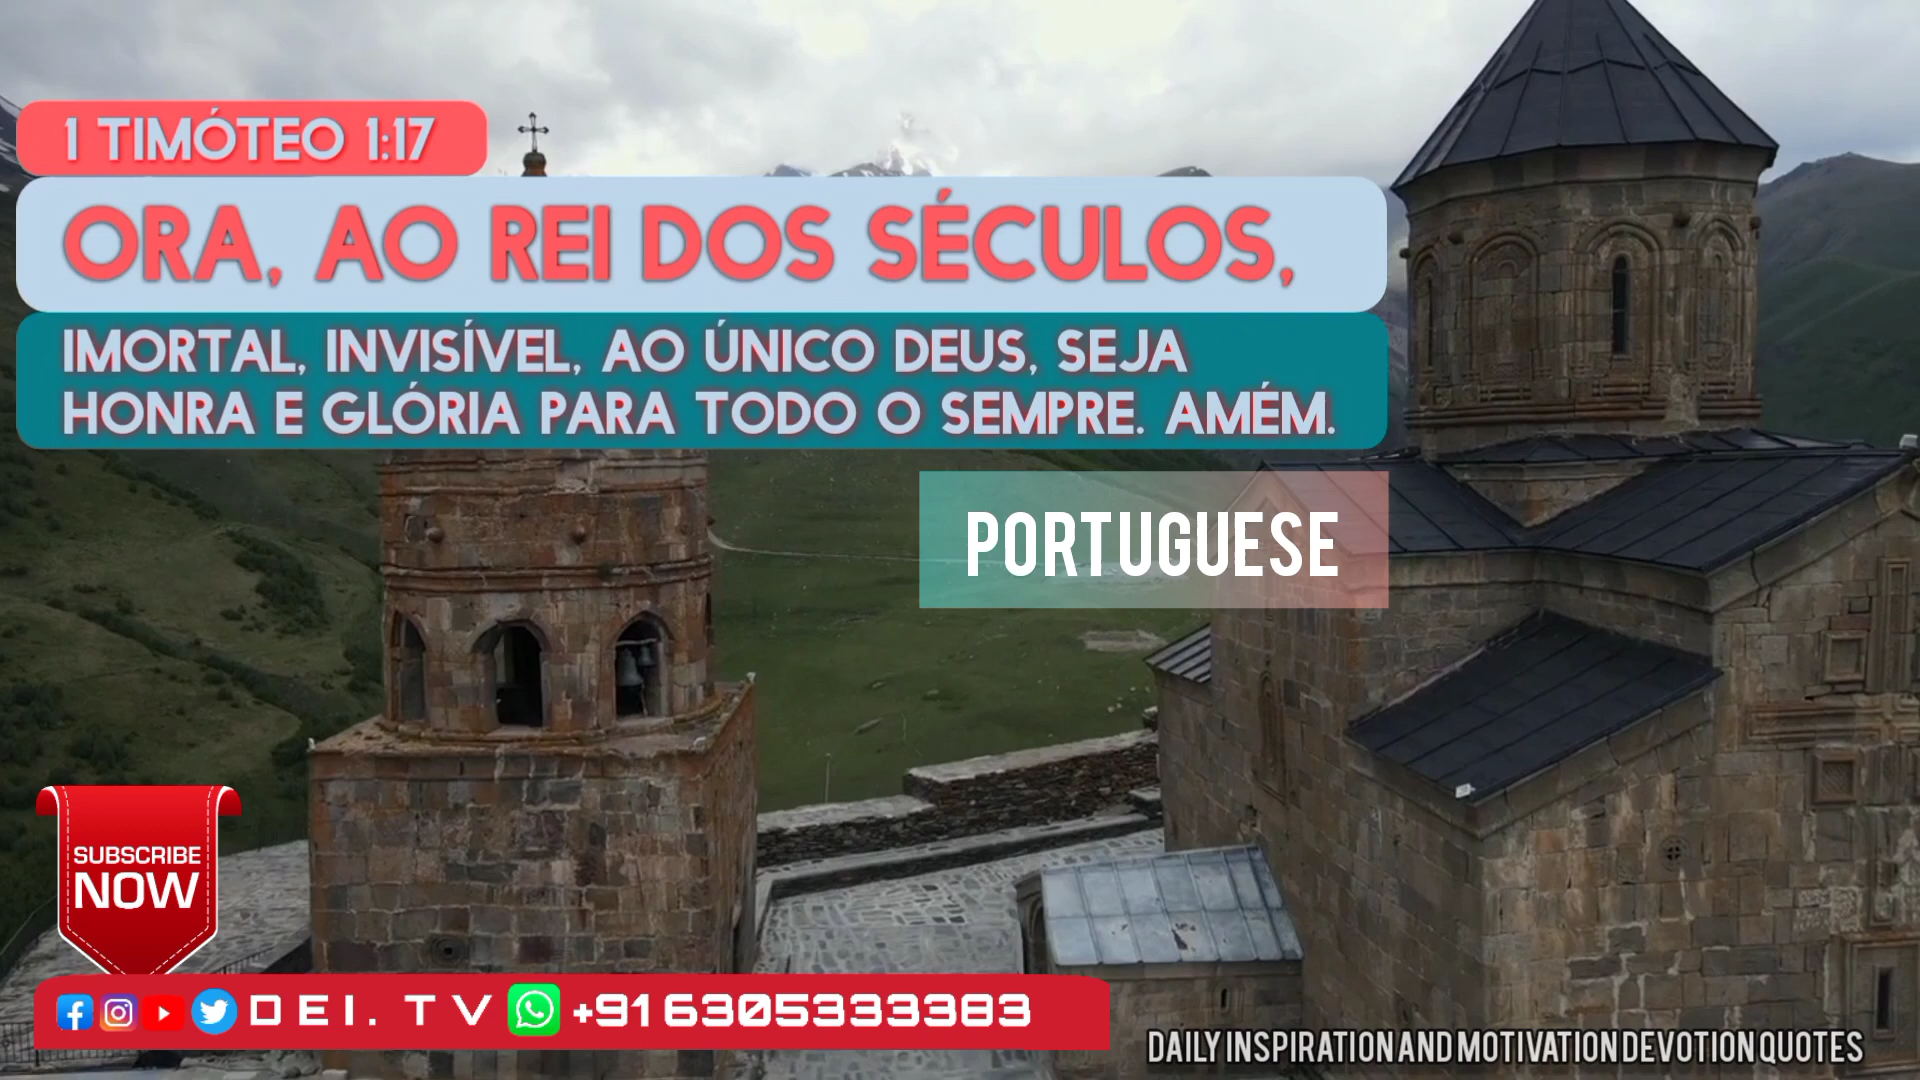 1 TIMÓTEO 1:17
ORA, AO REI DOS SÉCULOS,
IMORTAL, INVISÍVEL, AO ÚNICO DEUS, SEJA
HONRA E GLÓRIA PARA TODO O SEMPRE. AMÉM.
PORTUGUESE
SUBSCRIBE
NOW
DEI. TV +91 6305333383
DAILY INSPIRATION AND MOTIVATION DEVOTION QUOTES